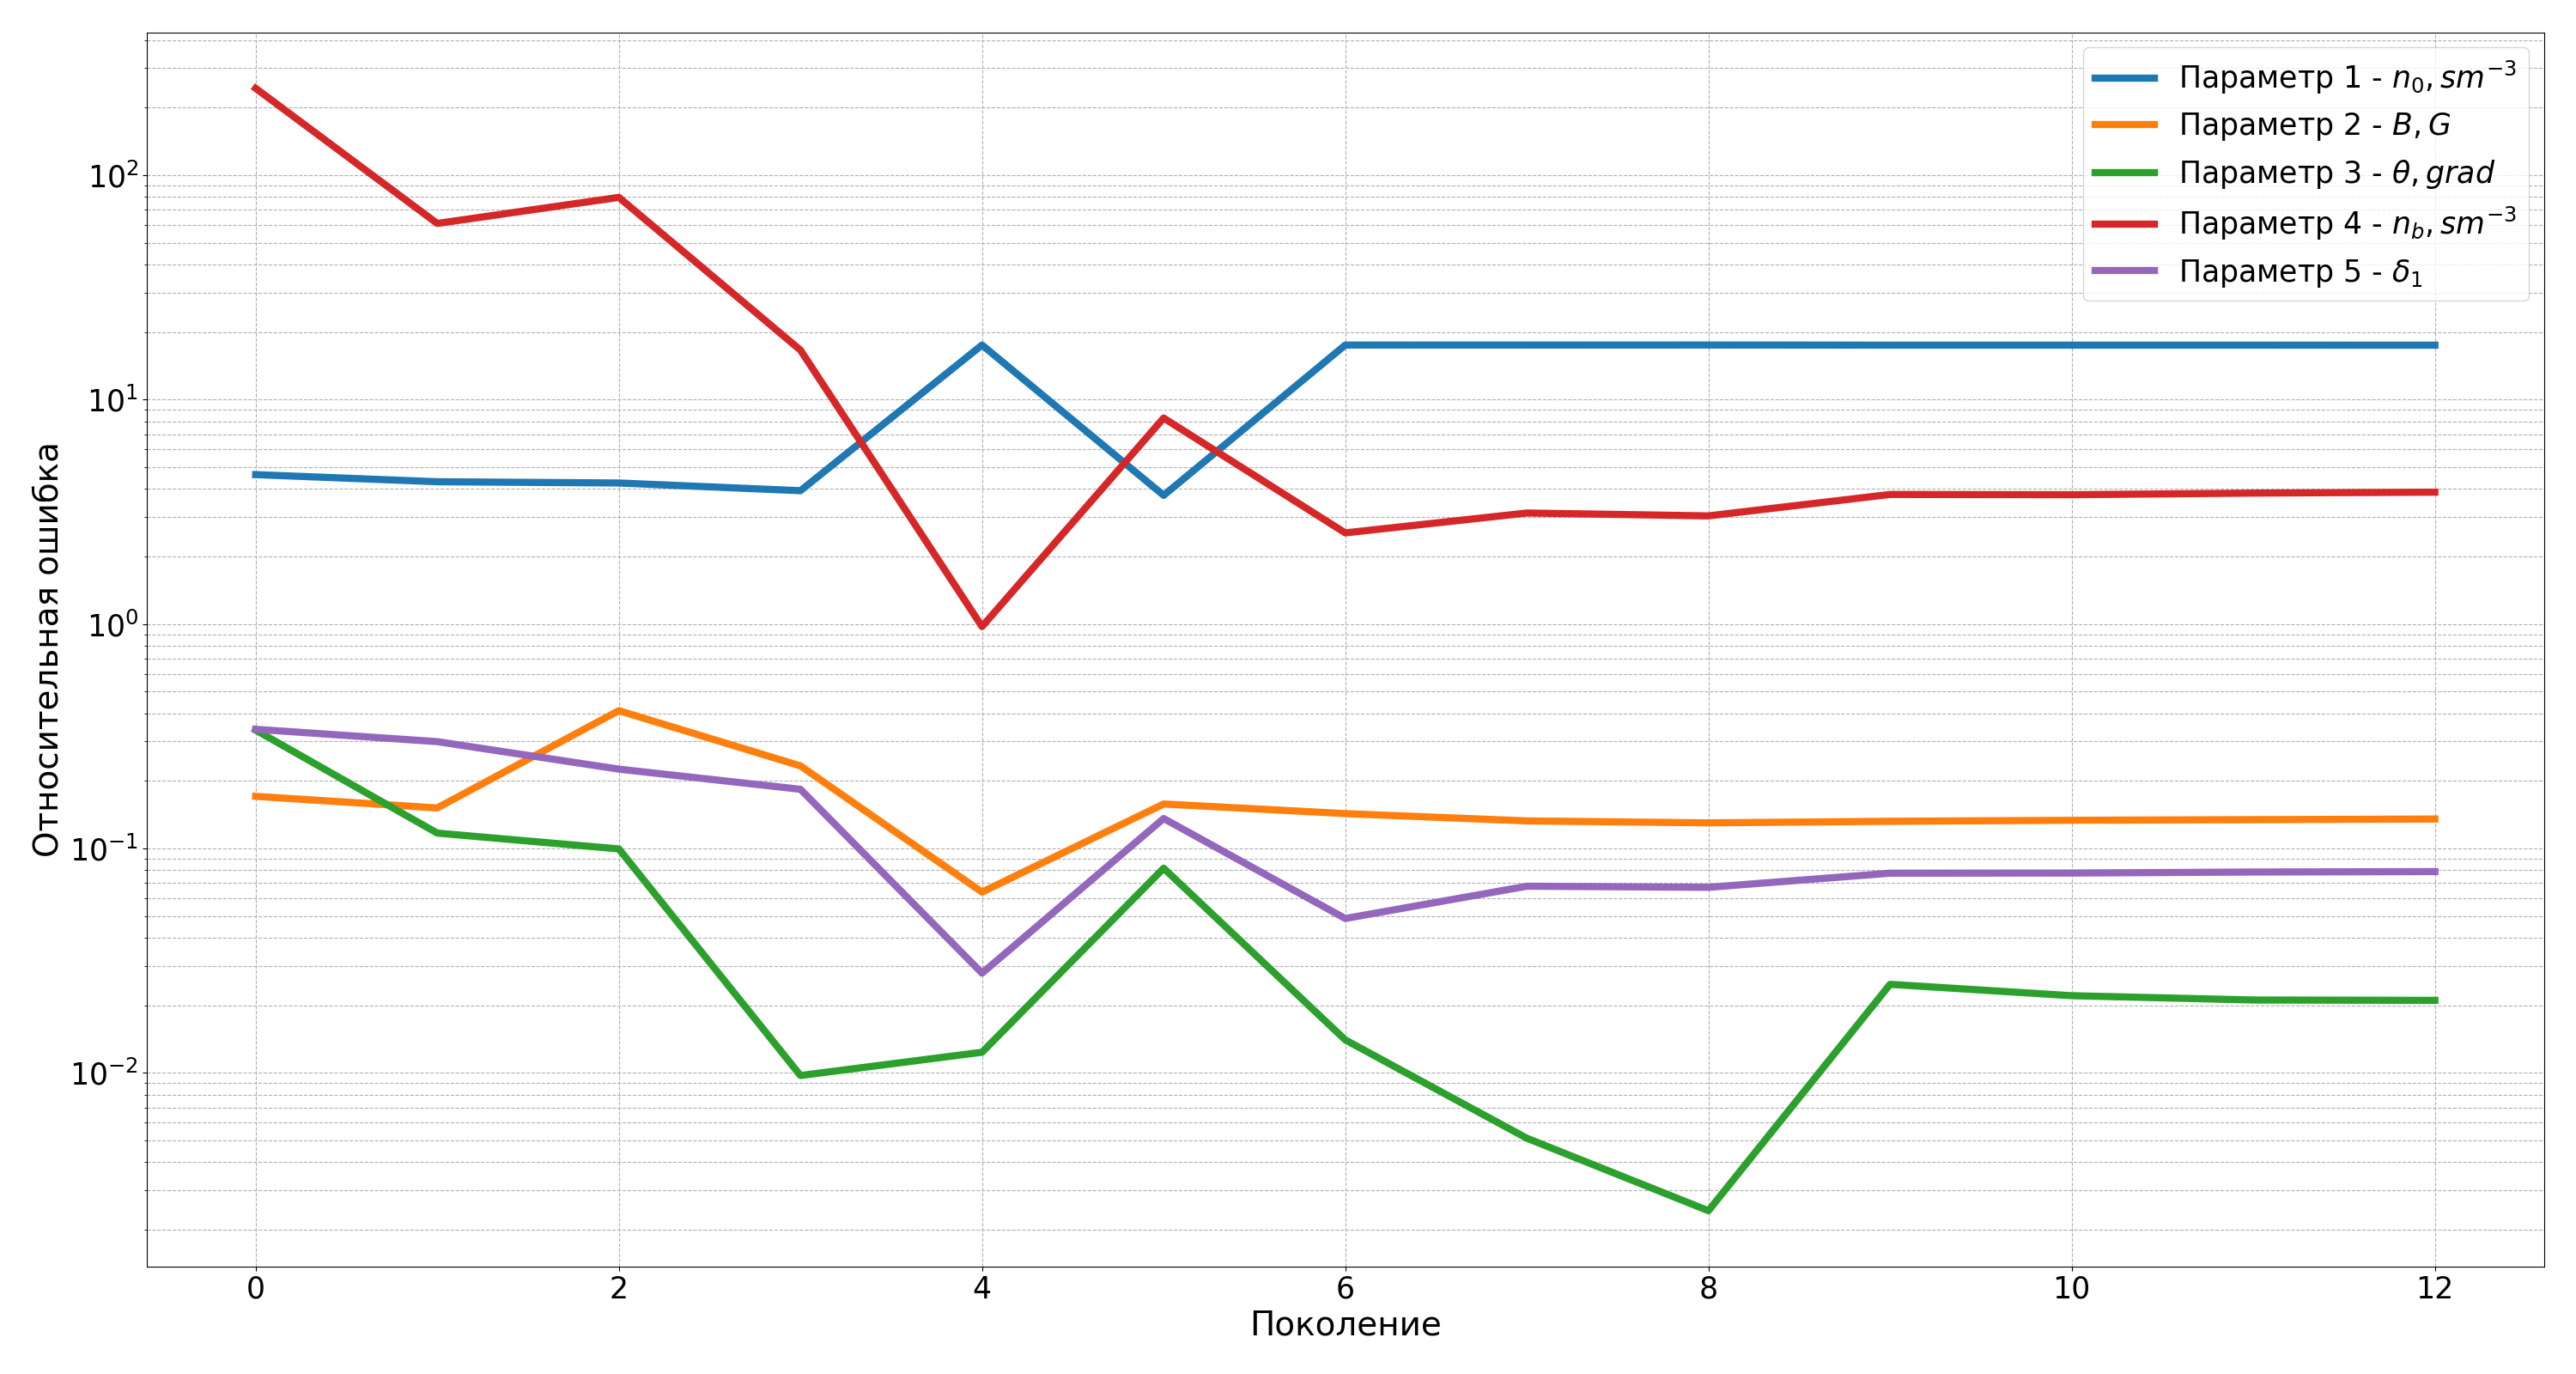 Относительная ошибка
10²
10¹
10⁰
10⁻¹
10⁻²
0 2 4 6 8 10 12
Поколение
Параметр 1 - n₀, sm⁻³
Параметр 2 - B, G
Параметр 3 - θ, grad
Параметр 4 - n_b, sm⁻³
Параметр 5 - δ₁